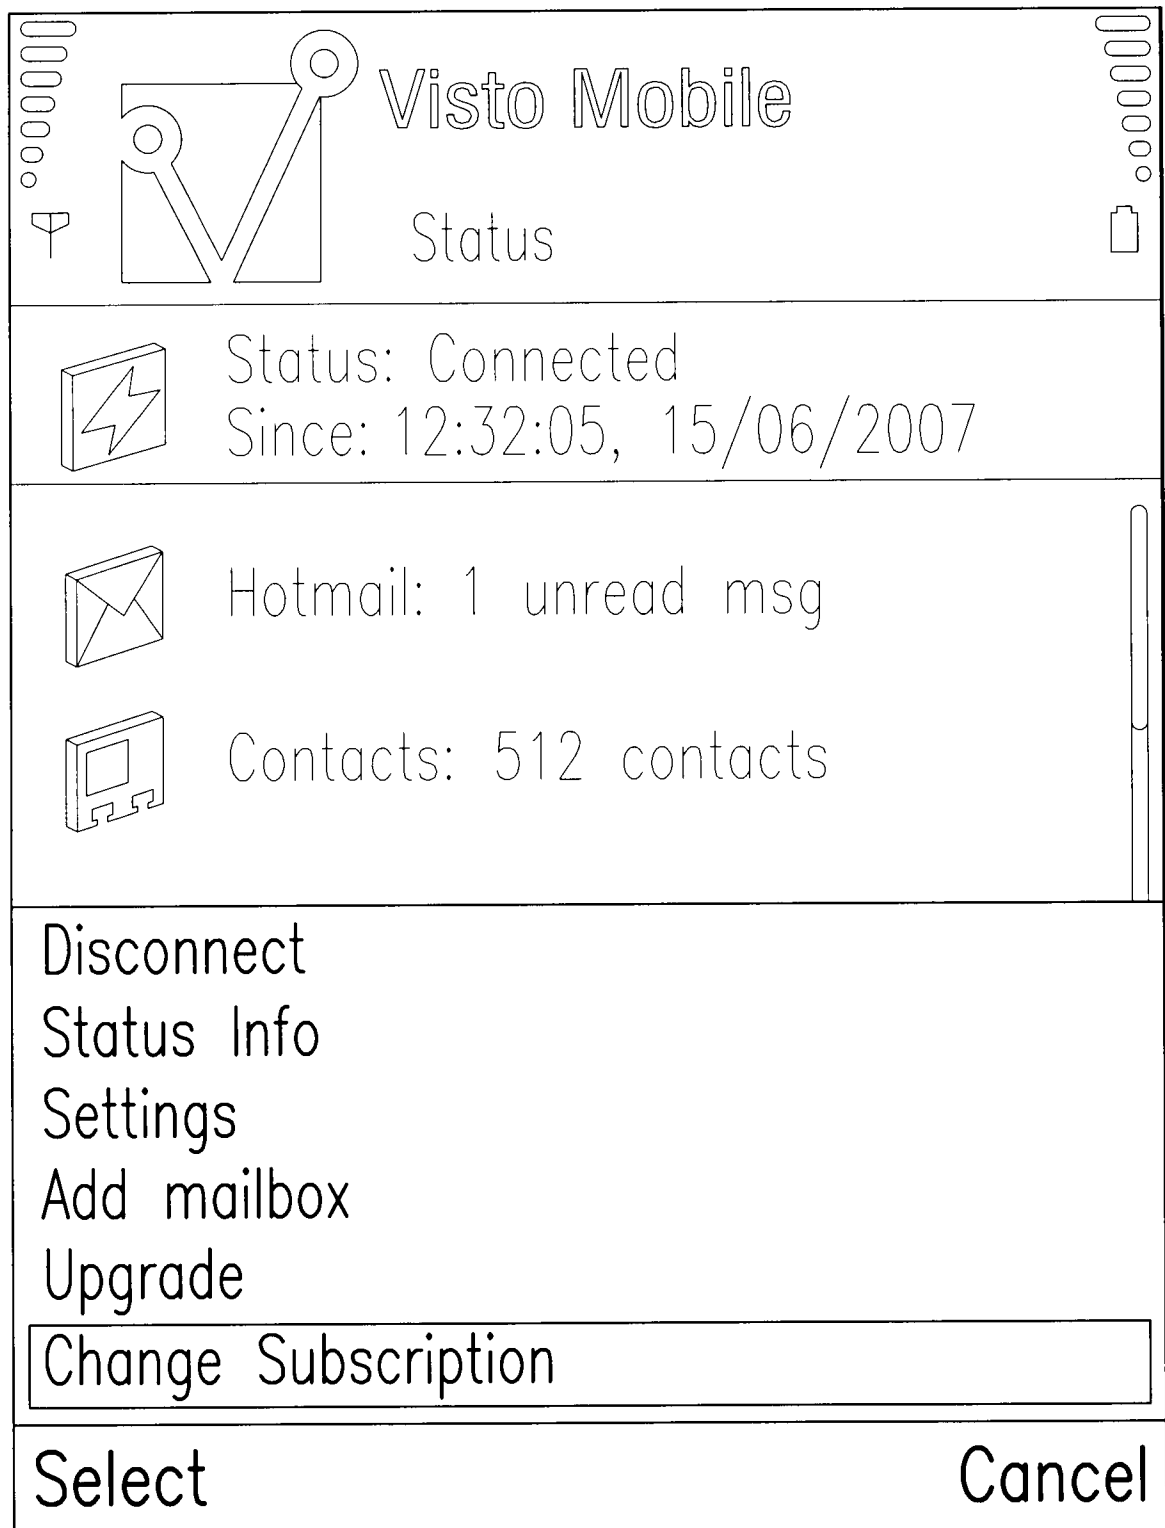 Visto Mobile
Status
Status: Connected
Since: 12:32:05, 15/06/2007
Hotmail: 1 unread msg
Contacts: 512 contacts
Disconnect
Status Info
Settings
Add mailbox
Upgrade
Change Subscription
Select
Cancel